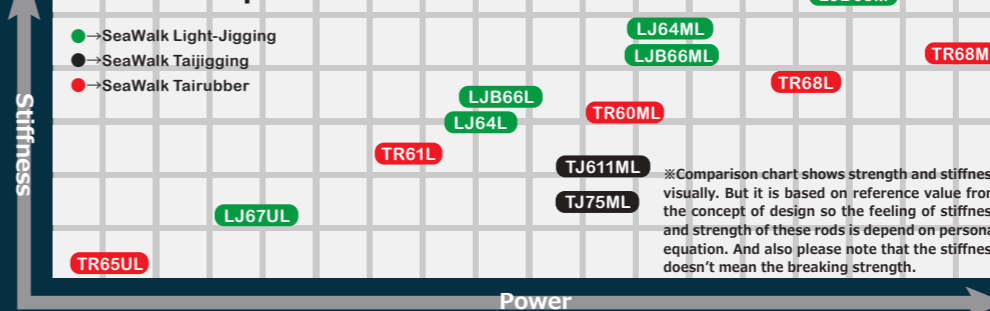 →SeaWalk Light-Jigging
→SeaWalk Taijigging
→SeaWalk Tairubber
LJ64ML
LJB66ML
TR68M
TR68L
LJB66L
TR60ML
LJ64L
TR61L
TJ611ML
TJ75ML
LJ67UL
TR65UL
Stiffness
※Comparison chart shows strength and stiffnes
visually. But it is based on reference value fror
the concept of design so the feeling of stiffnes
and strength of these rods is depend on persona
equation. And also please note that the stiffnes
doesn't mean the breaking strength.
Power